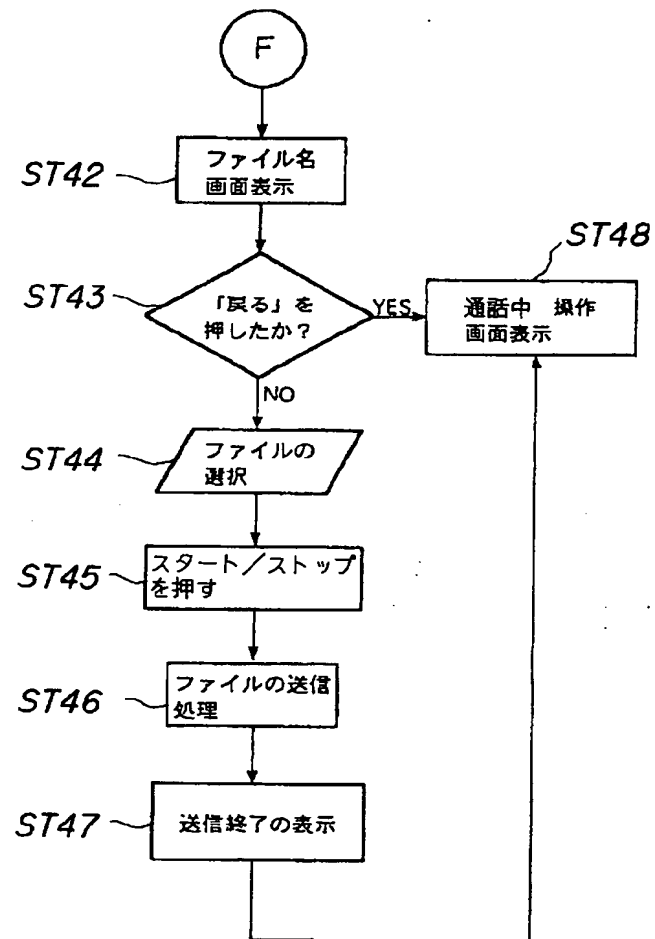 F
ST42
ファイル名
画面表示
ST48
ST43
「戻る」を
押したか？
YES
通話中 操作
画面表示
NO
ST44
ファイルの
選択
ST45
スタート／ストップ
を押す
ST46
ファイルの送信
処理
ST47
送信終了の表示